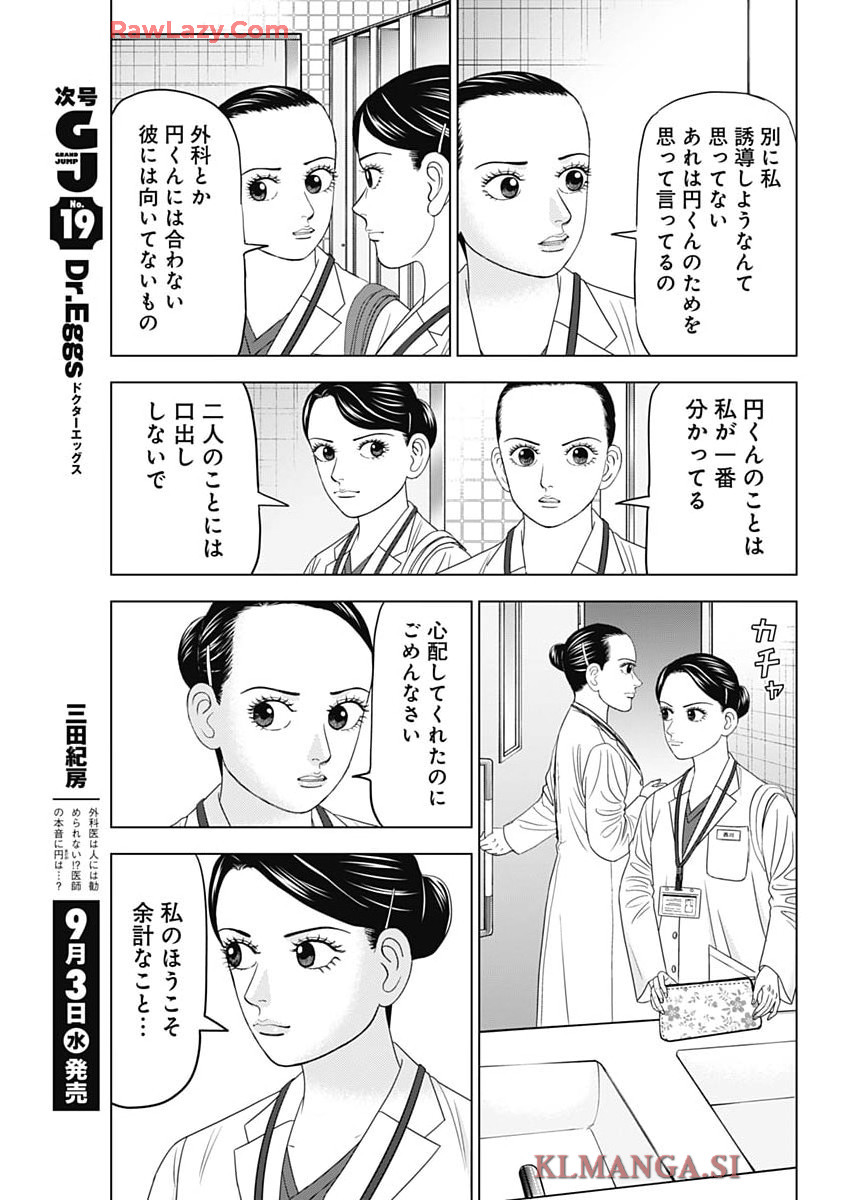 RawLazy.Com
別に私
誘導しようなんて
思ってない
あれは円くんのためを
思って言ってるの
外科とか
円くんには合わない
彼には向いてないもの
円くんのことは
私が一番
分かってる
二人のことには
口出し
しないで
カチャ
西川
心配してくれたのに
ごめんなさい
私のほうこそ
余計なこと…
次号
GJ
GRAND
JUMP
No.
19
Dr.Eggs
ドクターエッグス
三田紀房
外科医は人には勧
められない!?医師
の本音に円は…?
9月3日㊌発売
KLMANGA.SI